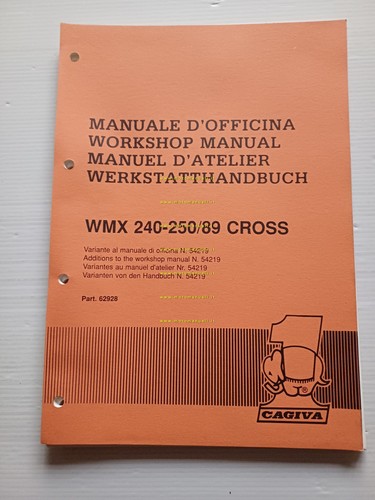 MANUALE D'OFFICINA
WORKSHOP MANUAL
MANUEL D'ATELIER
WERKSTATTHANDBUCH
WMX 240-250/89 CROSS
Variante al manuale di officina N. 54219
Additions to the workshop manual N. 54219
Variantes au manuel d'atelier Nr. 54219
Varianten von den Handbuch N. 54219
Part. 62928
1
®
CAGIVA